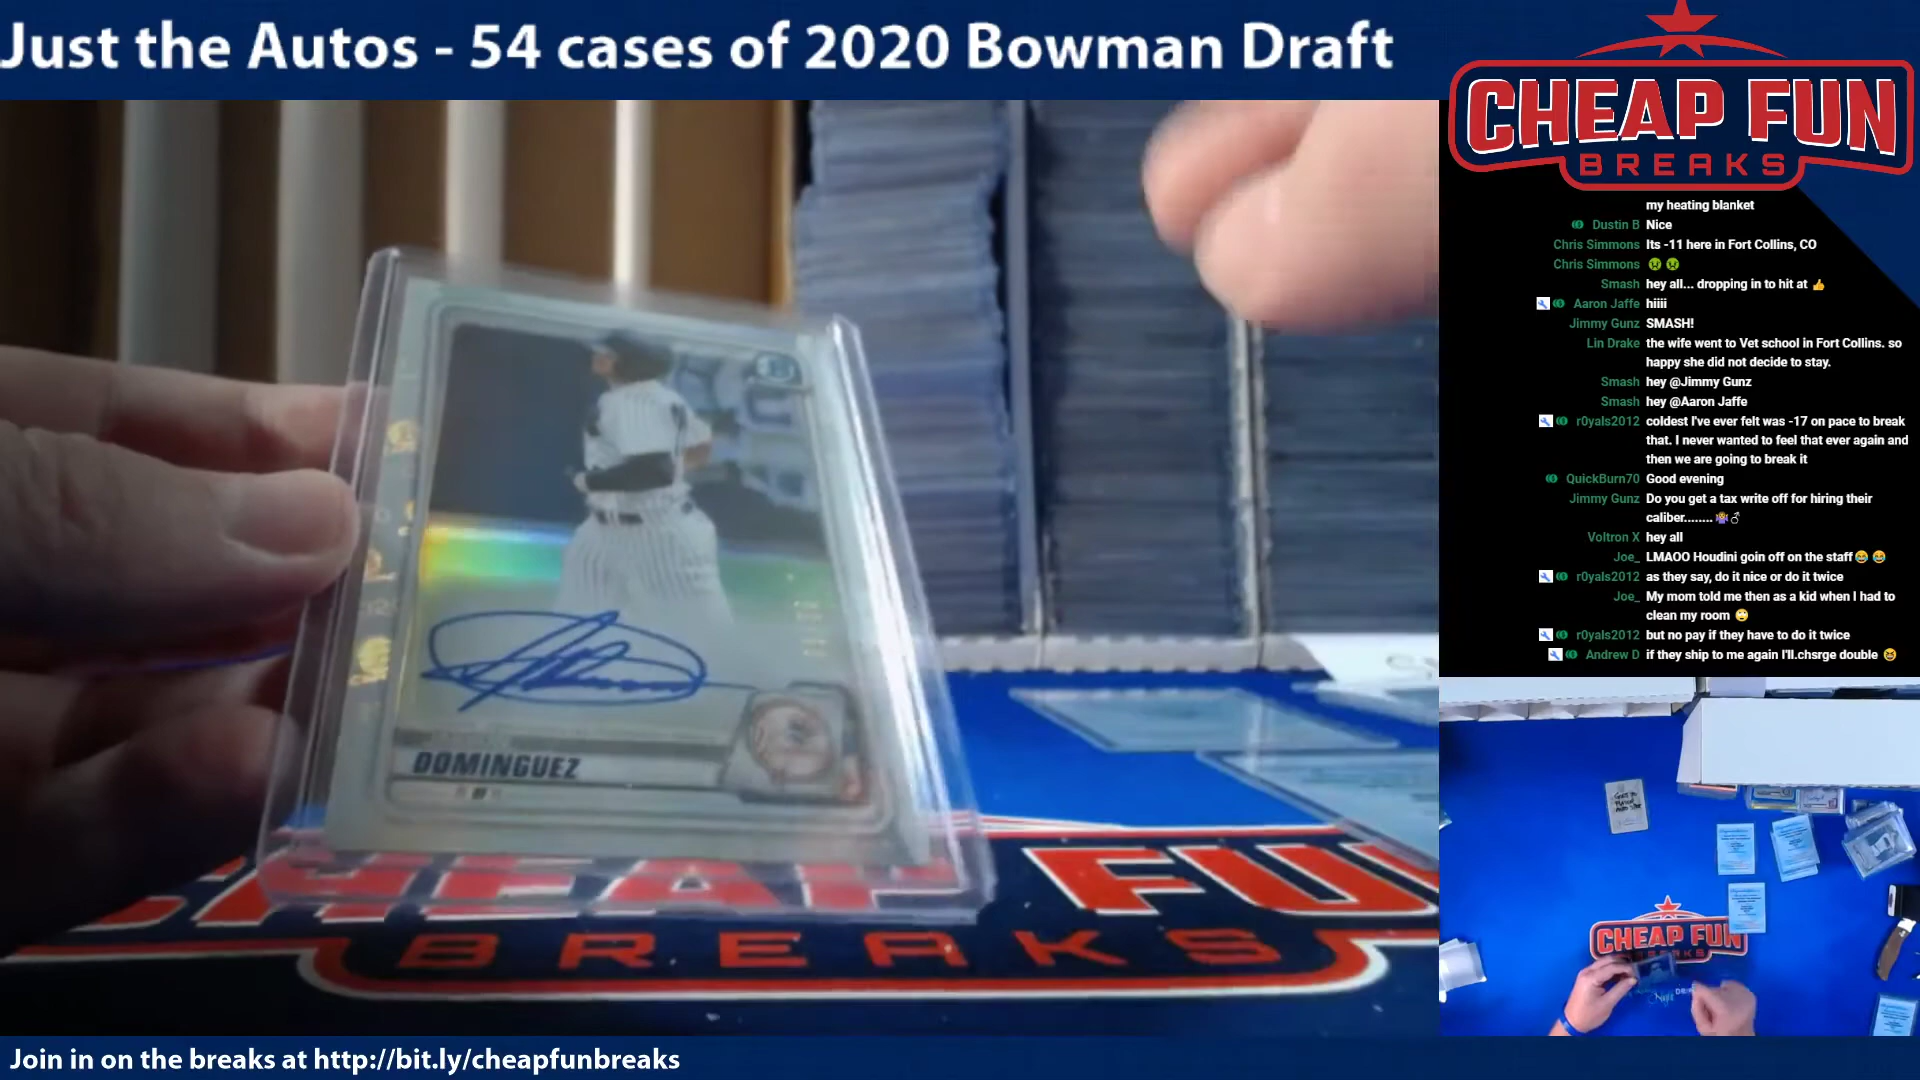 Just the Autos - 54 cases of 2020 Bowman Draft
CHEAP FUN
BREAKS
my heating blanket
Dustin B Nice
Chris Simmons Its -11 here in Fort Collins, CO
Chris Simmons 🤢🤢
Smash hey all... dropping in to hit at 👍
Aaron Jaffe hiiii
Jimmy Gunz SMASH!
Lin Drake the wife went to Vet school in Fort Collins. so
happy she did not decide to stay.
Smash hey @Jimmy Gunz
Smash hey @Aaron Jaffe
r0yals2012 coldest I've ever felt was -17 on pace to break
that. I never wanted to feel that ever again and
then we are going to break it
QuickBurn70 Good evening
Jimmy Gunz Do you get a tax write off for hiring their
caliber........🤷♂
Voltron X hey all
Joe_ LMAOO Houdini goin off on the staff😂😂
r0yals2012 as they say, do it nice or do it twice
Joe_ My mom told me then as a kid when I had to
clean my room 🙄
r0yals2012 but no pay if they have to do it twice
Andrew D if they ship to me again I'll.chsrge double 😆
DOMINGUEZ
CHEAP FU
BREAKS
CHEAP FUN
Join in on the breaks at http://bit.ly/cheapfunbreaks